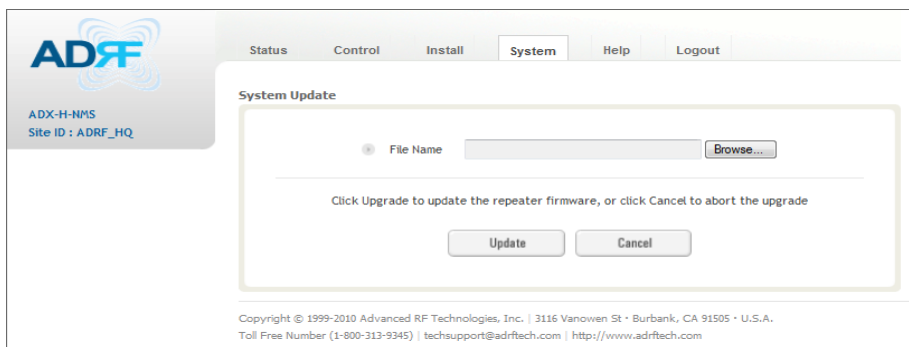 ADRF
ADX-H-NMS
Site ID : ADRF_HQ
Status Control Install System Help Logout
System Update
File Name Browse...
Click Upgrade to update the repeater firmware, or click Cancel to abort the upgrade
Update Cancel
Copyright © 1999-2010 Advanced RF Technologies, Inc. | 3116 Vanowen St • Burbank, CA 91505 • U.S.A.
Toll Free Number (1-800-313-9345) | techsupport@adrftech.com | http://www.adrftech.com